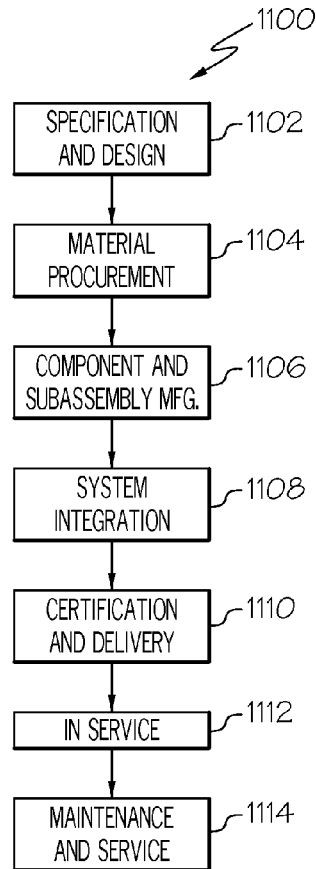 1100
SPECIFICATION
AND DESIGN
1102
MATERIAL
PROCUREMENT
1104
COMPONENT AND
SUBASSEMBLY MFG.
1106
SYSTEM
INTEGRATION
1108
CERTIFICATION
AND DELIVERY
1110
IN SERVICE
1112
MAINTENANCE
AND SERVICE
1114